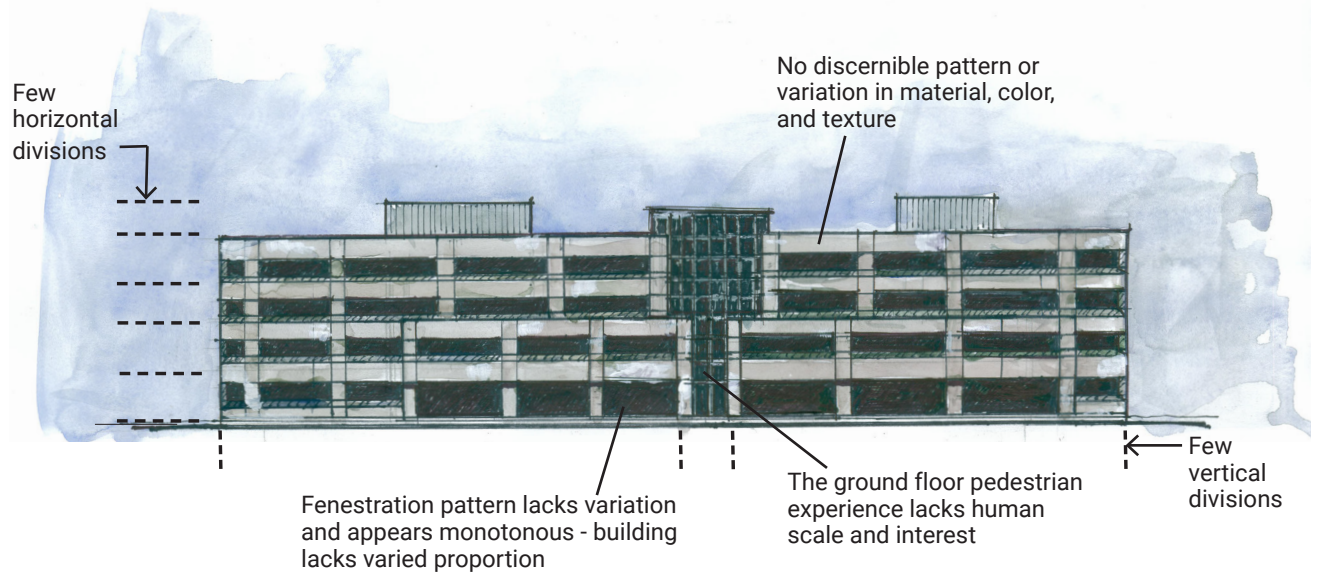 Few
horizontal
divisions
No discernible pattern or
variation in material, color,
and texture
Fenestration pattern lacks variation
and appears monotonous - building
lacks varied proportion
The ground floor pedestrian
experience lacks human
scale and interest
Few
vertical
divisions